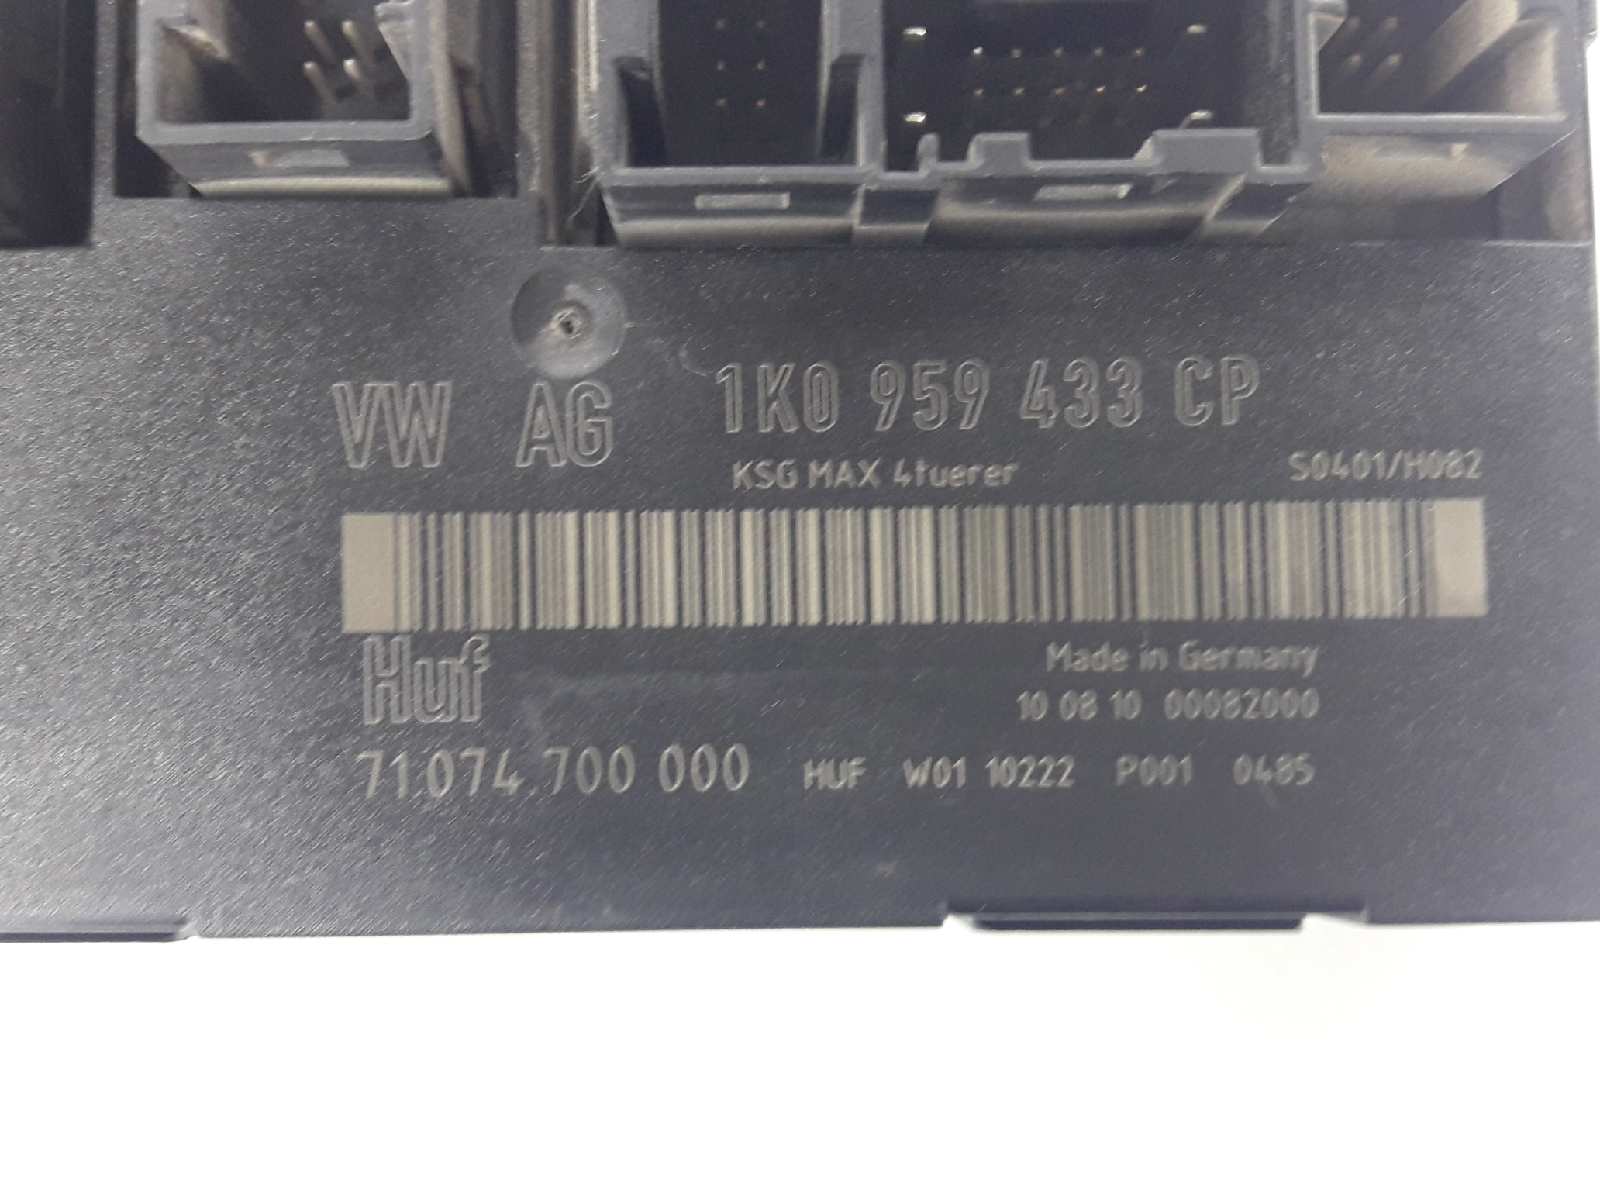 VW AG 1K0 959 433 CP
KSG MAX 4tuerer S0401/H082
Huf Made in Germany
10 08 10 00082000
71.074.700 000 HUF W01 10222 P001 0485